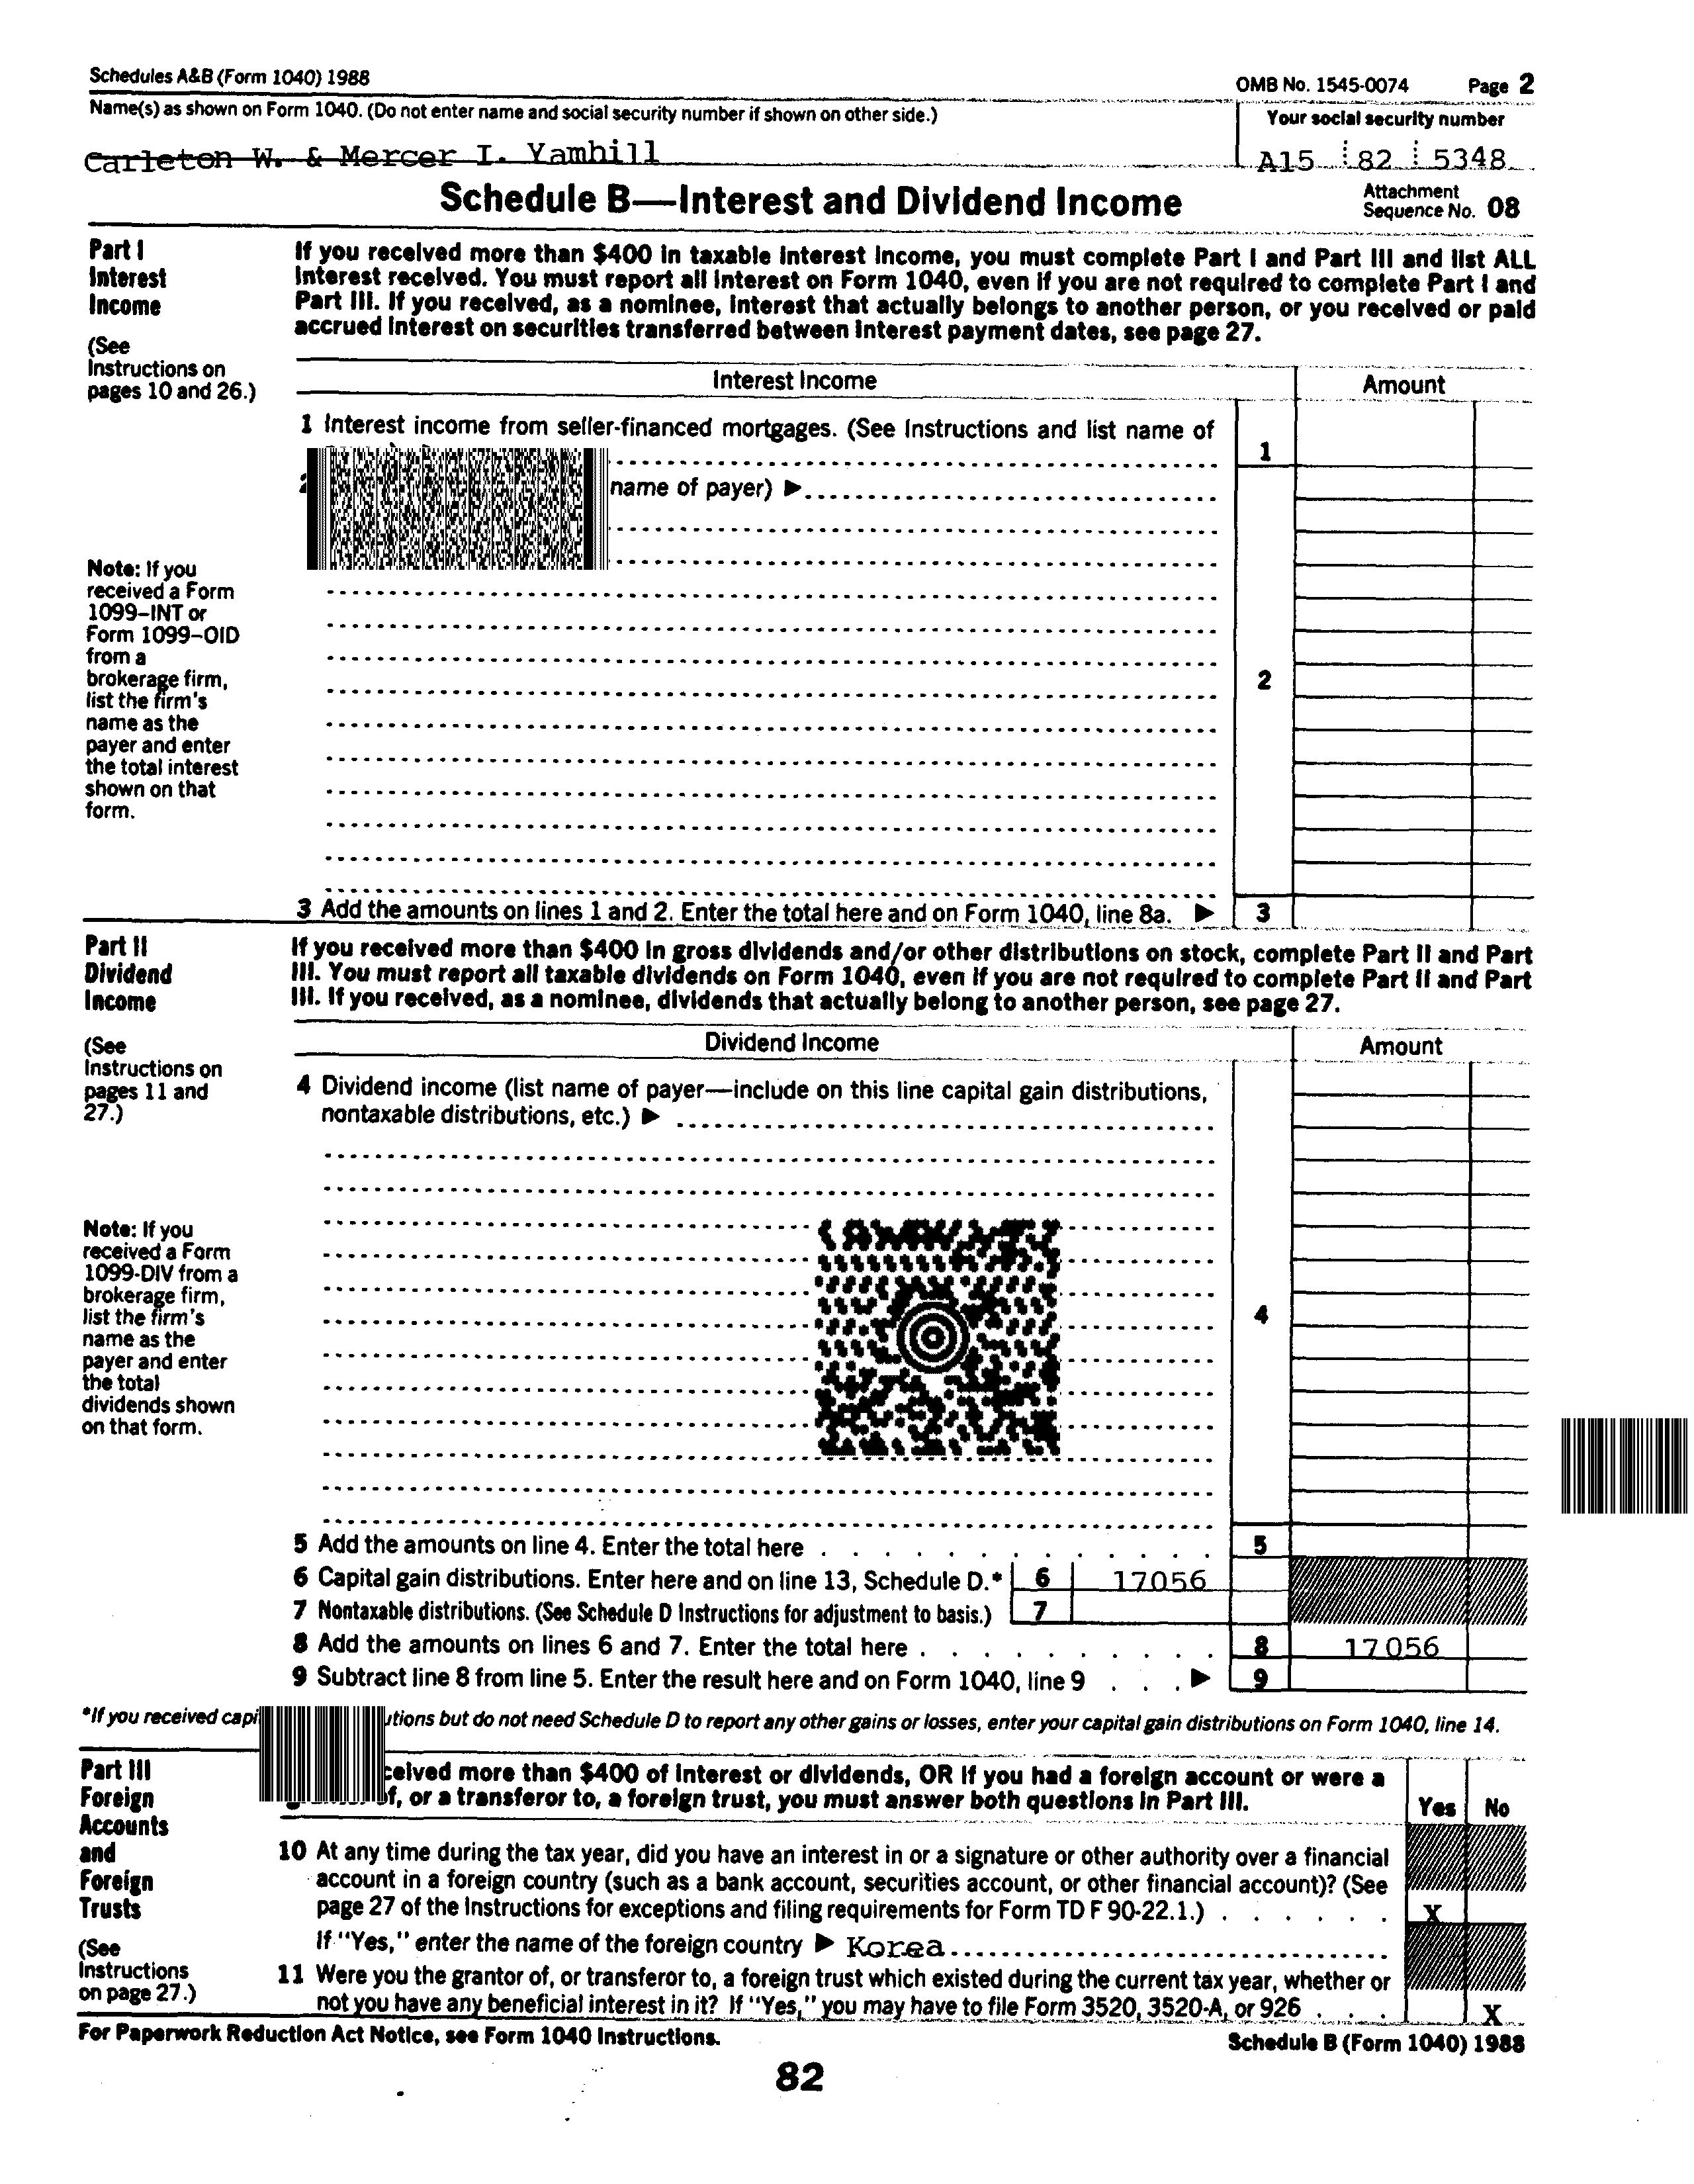 Schedules A&B (Form 1040) 1988 OMB No. 1545-0074 Page 2
Name(s) as shown on Form 1040. (Do not enter name and social security number if shown on other side.) Your social security number
Carleton W. & Mercer I. Yamhill A15 82 5348
Schedule B—Interest and Dividend Income Attachment Sequence No. 08
Part I
Interest
Income
(See
Instructions on
pages 10 and 26.)
If you received more than $400 in taxable interest income, you must complete Part I and Part III and list ALL
interest received. You must report all interest on Form 1040, even if you are not required to complete Part I and
Part III. If you received, as a nominee, interest that actually belongs to another person, or you received or paid
accrued interest on securities transferred between interest payment dates, see page 27.
Interest Income Amount
1 Interest income from seller-financed mortgages. (See Instructions and list name of
1
name of payer) ▶
Note: If you
received a Form
1099-INT or
Form 1099-OID
from a
brokerage firm,
list the firm's
name as the
payer and enter
the total interest
shown on that
form.
2
3 Add the amounts on lines 1 and 2. Enter the total here and on Form 1040, line 8a. ▶ 3
Part II
Dividend
Income
(See
Instructions on
pages 11 and
27.)
If you received more than $400 in gross dividends and/or other distributions on stock, complete Part II and Part
III. You must report all taxable dividends on Form 1040, even if you are not required to complete Part II and Part
III. If you received, as a nominee, dividends that actually belong to another person, see page 27.
Dividend Income Amount
4 Dividend income (list name of payer—include on this line capital gain distributions,
nontaxable distributions, etc.) ▶
Note: If you
received a Form
1099-DIV from a
brokerage firm,
list the firm's
name as the
payer and enter
the total
dividends shown
on that form.
4
5 Add the amounts on line 4. Enter the total here 5
6 Capital gain distributions. Enter here and on line 13, Schedule D.* 6 17056
7 Nontaxable distributions. (See Schedule D Instructions for adjustment to basis.) 7
8 Add the amounts on lines 6 and 7. Enter the total here 8 17056
9 Subtract line 8 from line 5. Enter the result here and on Form 1040, line 9 ▶ 9
*If you received but do not need Schedule D to report any other gains or losses, enter your capital gain distributions on Form 1040, line 14.
Part III
Foreign
Accounts
and
Foreign
Trusts
(See
Instructions
on page 27.)
more than $400 of interest or dividends, OR if you had a foreign account or were a
or a transferor to, a foreign trust, you must answer both questions in Part III. Yes No
10 At any time during the tax year, did you have an interest in or a signature or other authority over a financial
account in a foreign country (such as a bank account, securities account, or other financial account)? (See
page 27 of the Instructions for exceptions and filing requirements for Form TD F 90-22.1.) X
If "Yes," enter the name of the foreign country ▶ Korea
11 Were you the grantor of, or transferor to, a foreign trust which existed during the current tax year, whether or
not you have any beneficial interest in it? If "Yes," you may have to file Form 3520, 3520-A, or 926 X
For Paperwork Reduction Act Notice, see Form 1040 Instructions. Schedule B (Form 1040) 1988
82